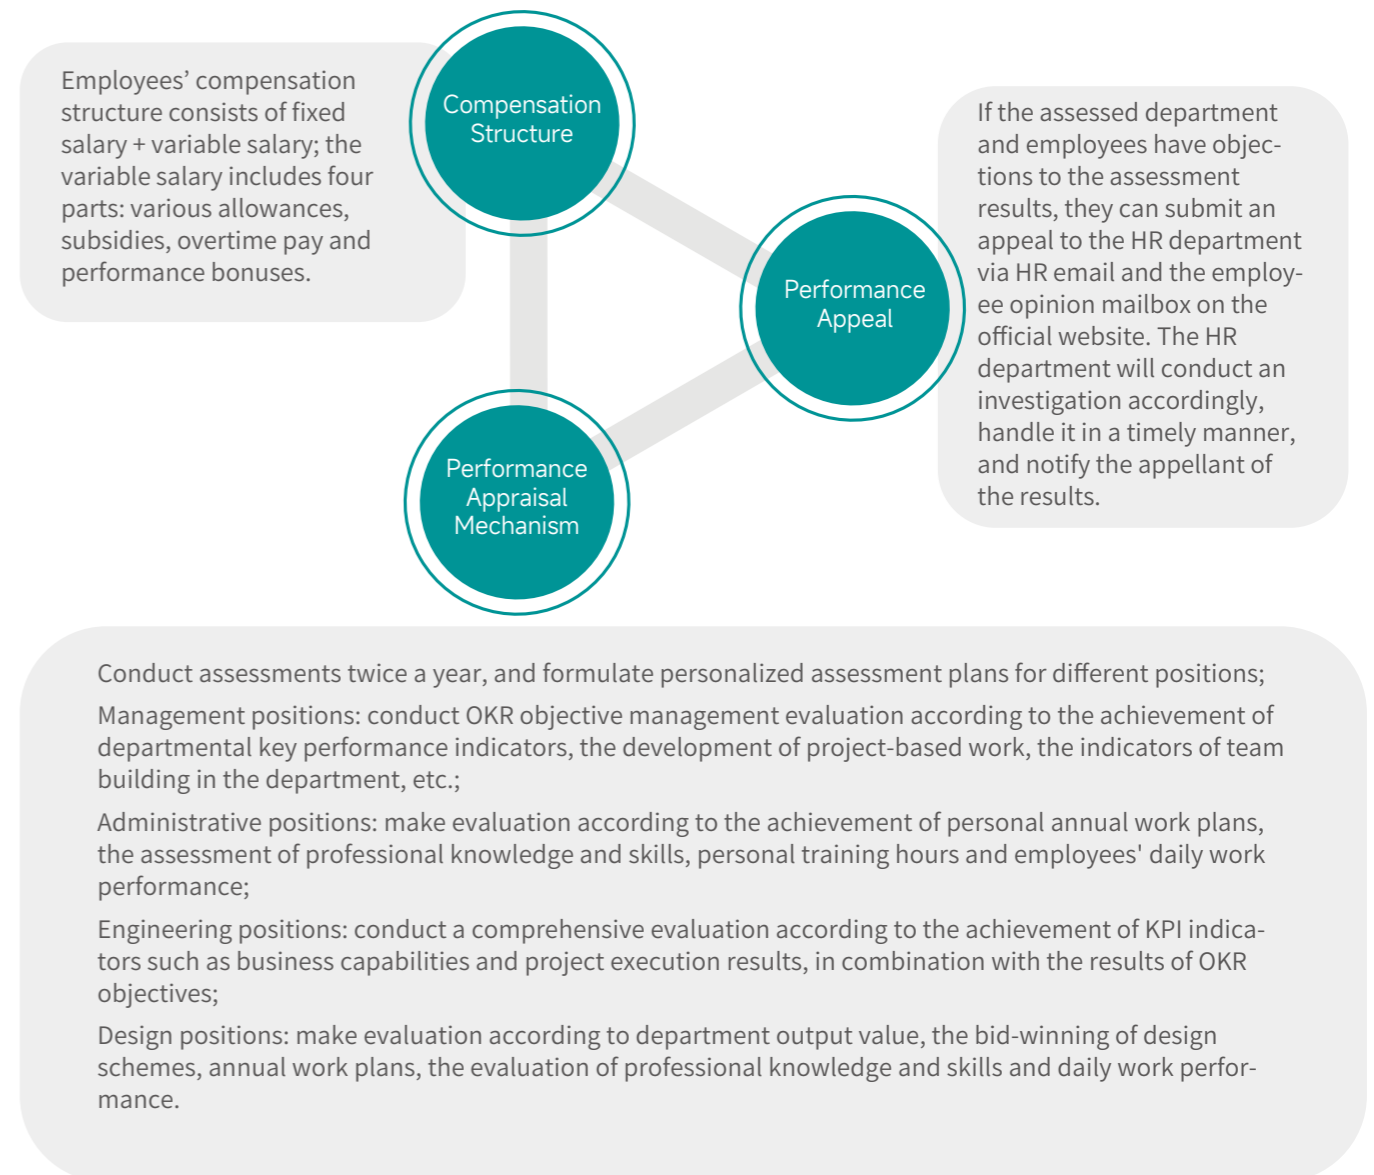 Employees’ compensation
structure consists of fixed
salary + variable salary; the
variable salary includes four
parts: various allowances,
subsidies, overtime pay and
performance bonuses.
Compensation
Structure
If the assessed department
and employees have objec-
tions to the assessment
results, they can submit an
appeal to the HR department
via HR email and the employ-
ee opinion mailbox on the
official website. The HR
department will conduct an
investigation accordingly,
handle it in a timely manner,
and notify the appellant of
the results.
Performance
Appeal
Performance
Appraisal
Mechanism
Conduct assessments twice a year, and formulate personalized assessment plans for different positions;
Management positions: conduct OKR objective management evaluation according to the achievement of
departmental key performance indicators, the development of project-based work, the indicators of team
building in the department, etc.;
Administrative positions: make evaluation according to the achievement of personal annual work plans,
the assessment of professional knowledge and skills, personal training hours and employees' daily work
performance;
Engineering positions: conduct a comprehensive evaluation according to the achievement of KPI indica-
tors such as business capabilities and project execution results, in combination with the results of OKR
objectives;
Design positions: make evaluation according to department output value, the bid-winning of design
schemes, annual work plans, the evaluation of professional knowledge and skills and daily work perfor-
mance.